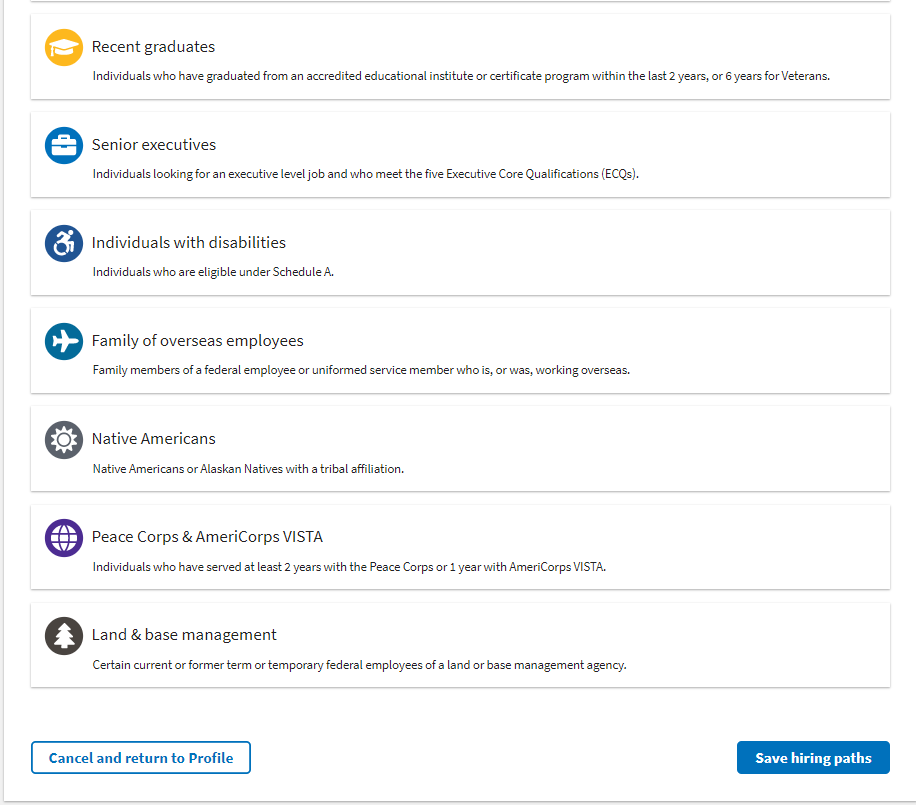 Recent graduates
Individuals who have graduated from an accredited educational institute or certificate program within the last 2 years, or 6 years for Veterans.
Senior executives
Individuals looking for an executive level job and who meet the five Executive Core Qualifications (ECQs).
Individuals with disabilities
Individuals who are eligible under Schedule A.
Family of overseas employees
Family members of a federal employee or uniformed service member who is, or was, working overseas.
Native Americans
Native Americans or Alaskan Natives with a tribal affiliation.
Peace Corps & AmeriCorps VISTA
Individuals who have served at least 2 years with the Peace Corps or 1 year with AmeriCorps VISTA.
Land & base management
Certain current or former term or temporary federal employees of a land or base management agency.
Cancel and return to Profile
Save hiring paths